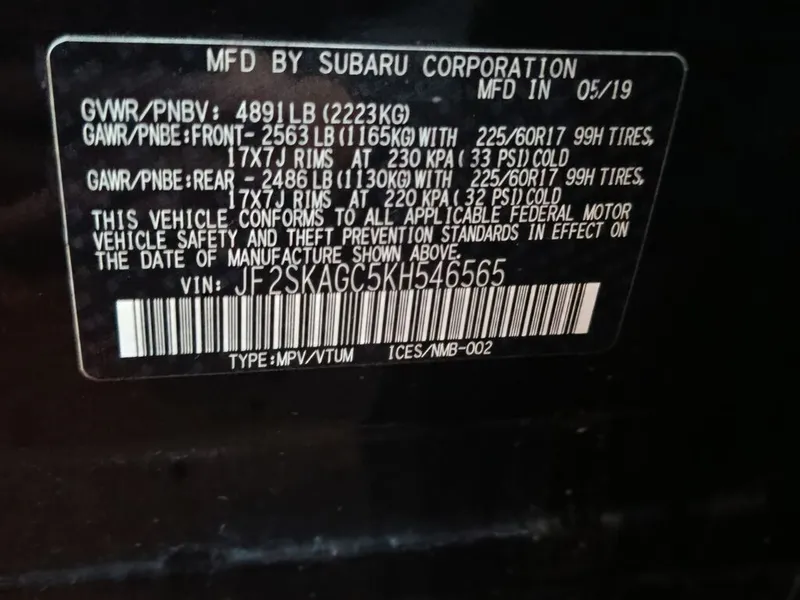 MFD BY SUBARU CORPORATION
MFD IN 05/19
GVWR/PNBV: 4891LB(2223KG)
GAWR/PNBE:FRONT- 2563LB(1165KG)WITH 225/60R17 99H TIRES,
17X7J RIMS AT 230 KPA( 33 PSI)COLD
GAWR/PNBE:REAR - 2486LB(1130KG)WITH 225/60R17 99H TIRES,
17X7J RIMS AT 220 KPA( 32 PSI)COLD
THIS VEHICLE CONFORMS TO ALL APPLICABLE FEDERAL MOTOR
VEHICLE SAFETY AND THEFT PREVENTION STANDARDS IN EFFECT ON
THE DATE OF MANUFACTURE SHOWN ABOVE.
VIN: JF2SKAGC5KH546565
TYPE:MPV/VTUM ICES/NMB-002